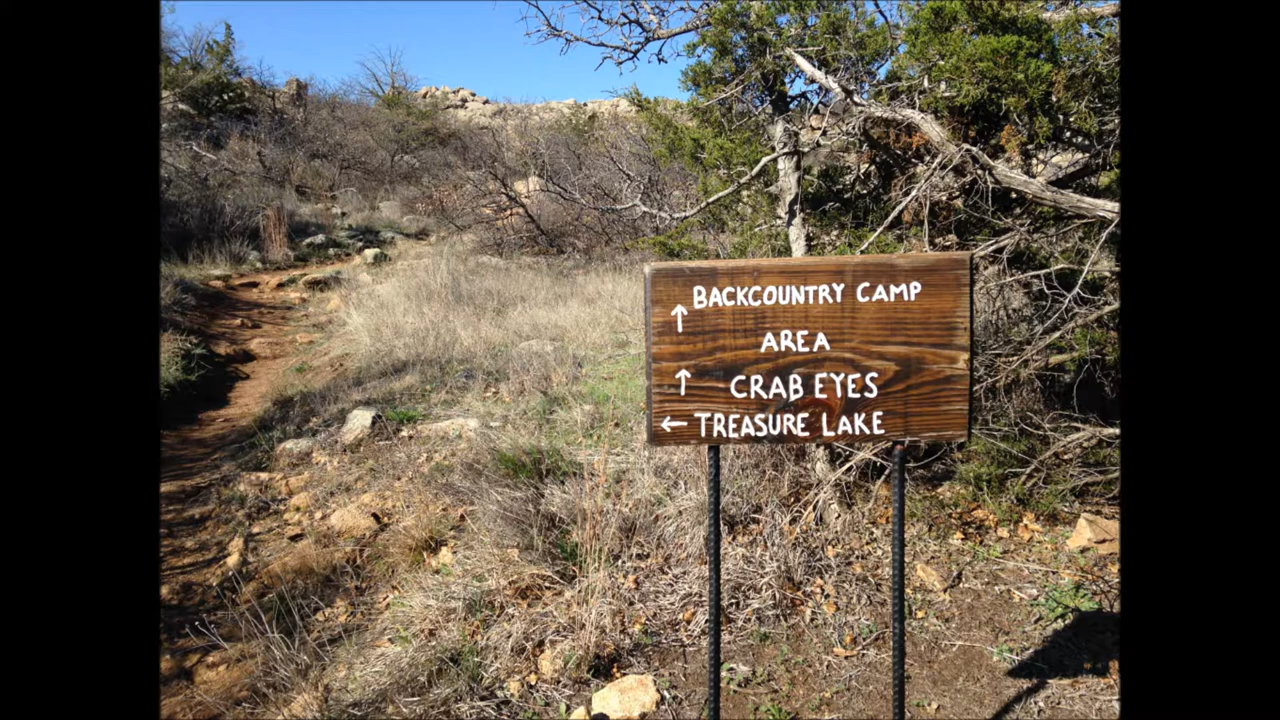 ↑ BACKCOUNTRY CAMP
AREA
↑ CRAB EYES
← TREASURE LAKE